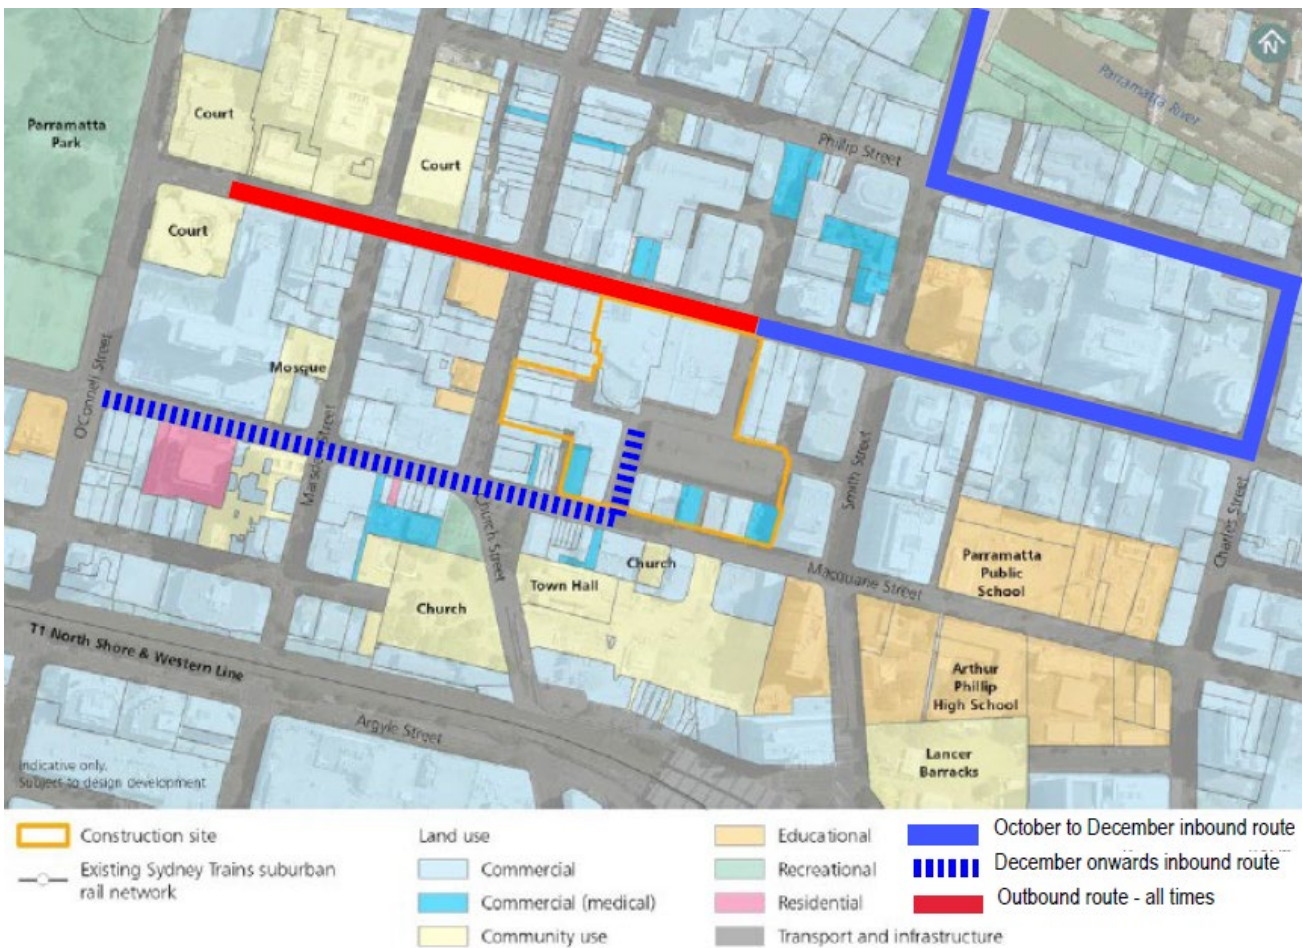 N
Parramatta River
Court
Parramatta
Park
Phillip Street
Court
Court
O'Connell Street
Mosque
Marsden Street
Church Street
Smith Street
Charles Street
Macquarie Street
Parramatta
Public
School
Church
Town Hall
Church
T1 North Shore & Western Line
Arthur
Phillip
High School
Argyle Street
Lancer
Barracks
Indicative only.
Subject to design development
Construction site
Existing Sydney Trains suburban
rail network
Land use
Commercial
Commercial (medical)
Community use
Educational
Recreational
Residential
Transport and infrastructure
October to December inbound route
December onwards inbound route
Outbound route - all times